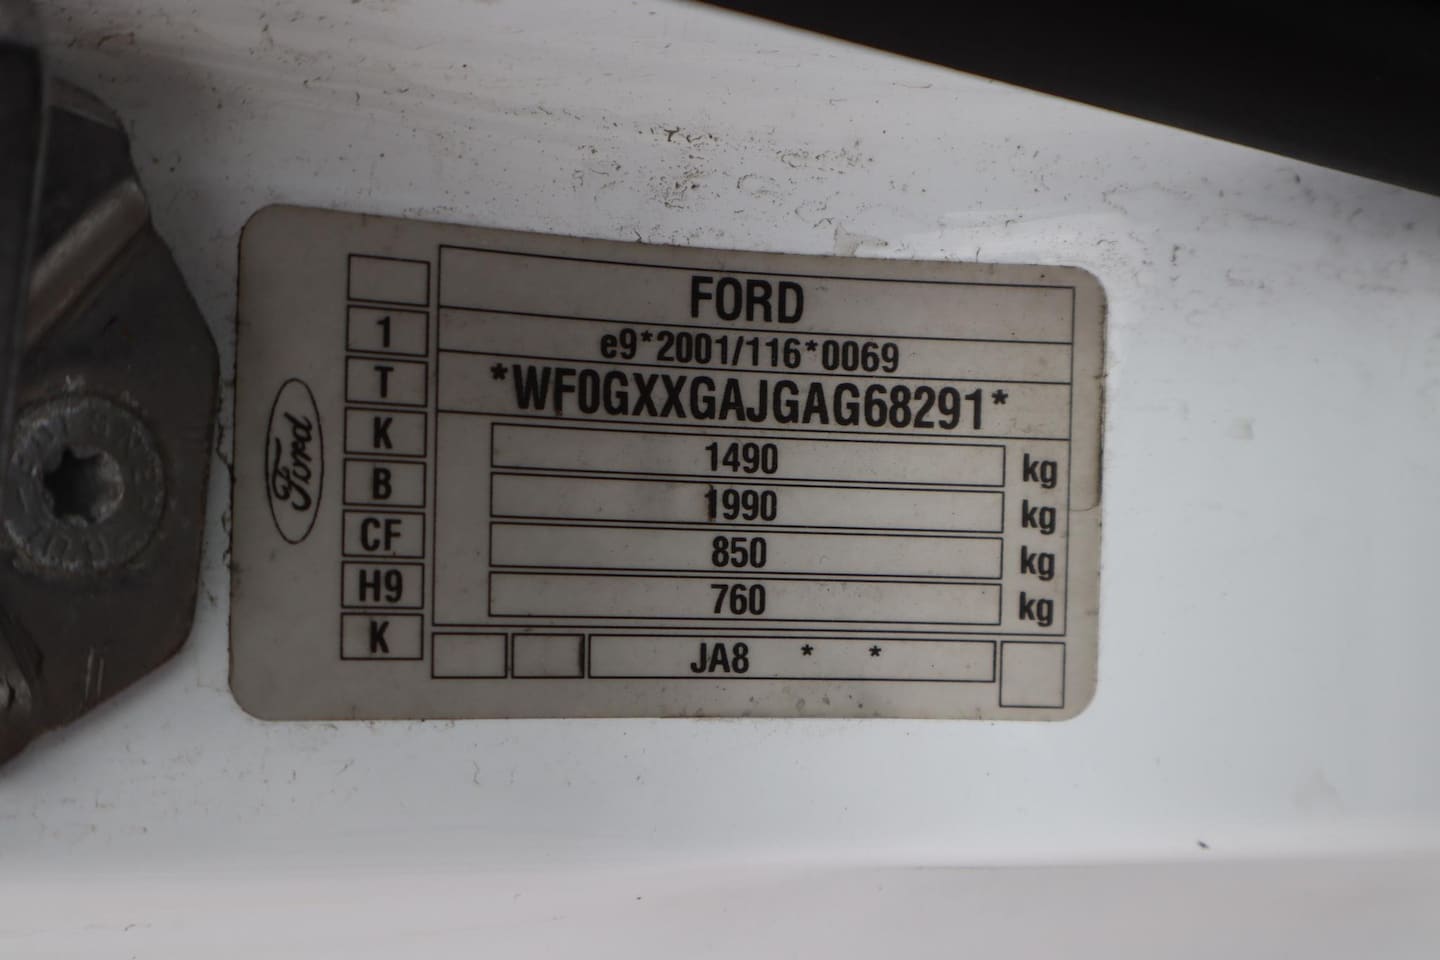 Ford
1
T
K
B
CF
H9
K
FORD
e9*2001/116*0069
*WF0GXXGAJGAG68291*
1490 kg
1990 kg
850 kg
760 kg
JA8 * *